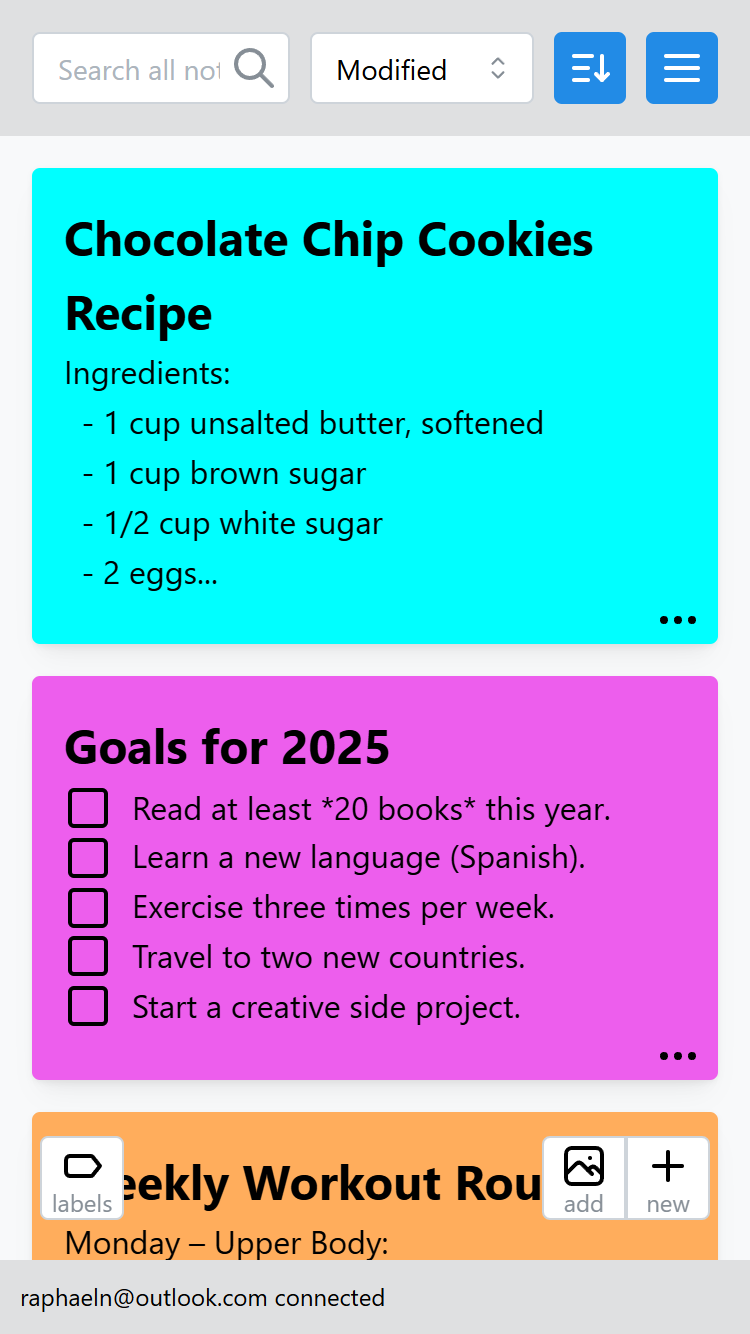 Search all not
Modified
Chocolate Chip Cookies
Recipe
Ingredients:
- 1 cup unsalted butter, softened
- 1 cup brown sugar
- 1/2 cup white sugar
- 2 eggs...
Goals for 2025
Read at least *20 books* this year.
Learn a new language (Spanish).
Exercise three times per week.
Travel to two new countries.
Start a creative side project.
eekly Workout Rou
labels
add
new
Monday – Upper Body:
raphaeln@outlook.com connected